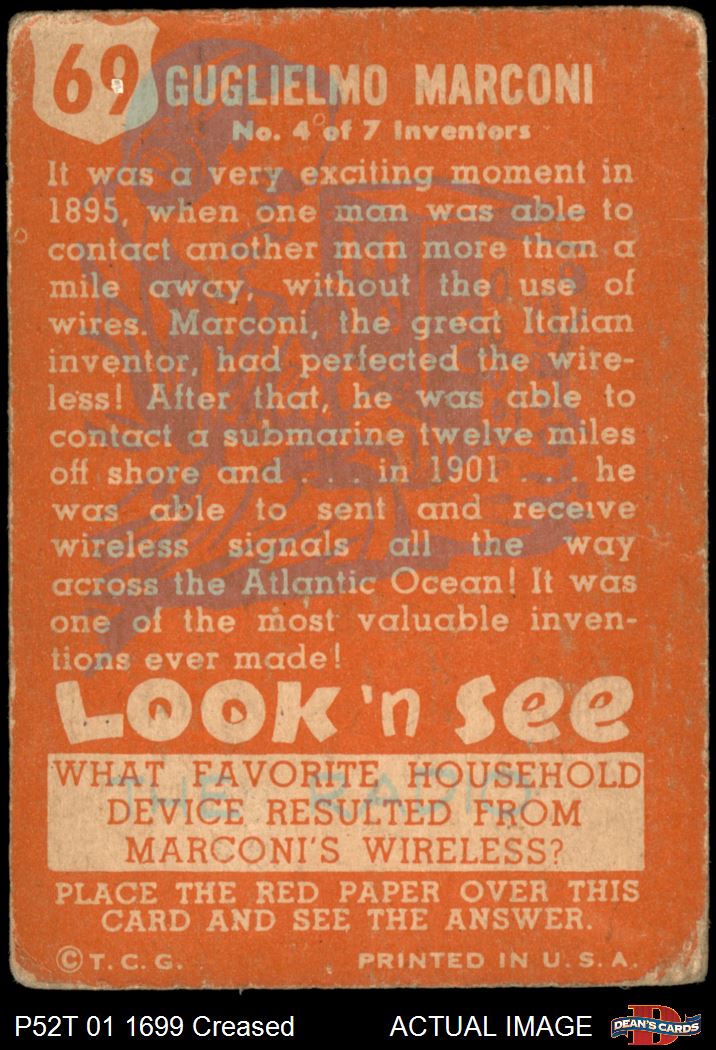 69 GUGLIELMO MARCONI
No. 4 of 7 Inventors
It was a very exciting moment in
1895, when one man was able to
contact another man more than a
mile away, without the use of
wires. Marconi, the great Italian
inventor, had perfected the wire-
less! After that, he was able to
contact a submarine twelve miles
off shore and . . . in 1901 . . . he
was able to sent and receive
wireless signals all the way
across the Atlantic Ocean! It was
one of the most valuable inven-
tions ever made!
LOOK 'n SEE
WHAT FAVORITE HOUSEHOLD
THE RADIO
DEVICE RESULTED FROM
MARCONI'S WIRELESS?
PLACE THE RED PAPER OVER THIS
CARD AND SEE THE ANSWER.
© T. C. G. PRINTED IN U. S. A.
P52T 01 1699 Creased ACTUAL IMAGE D DEAN'S CARDS